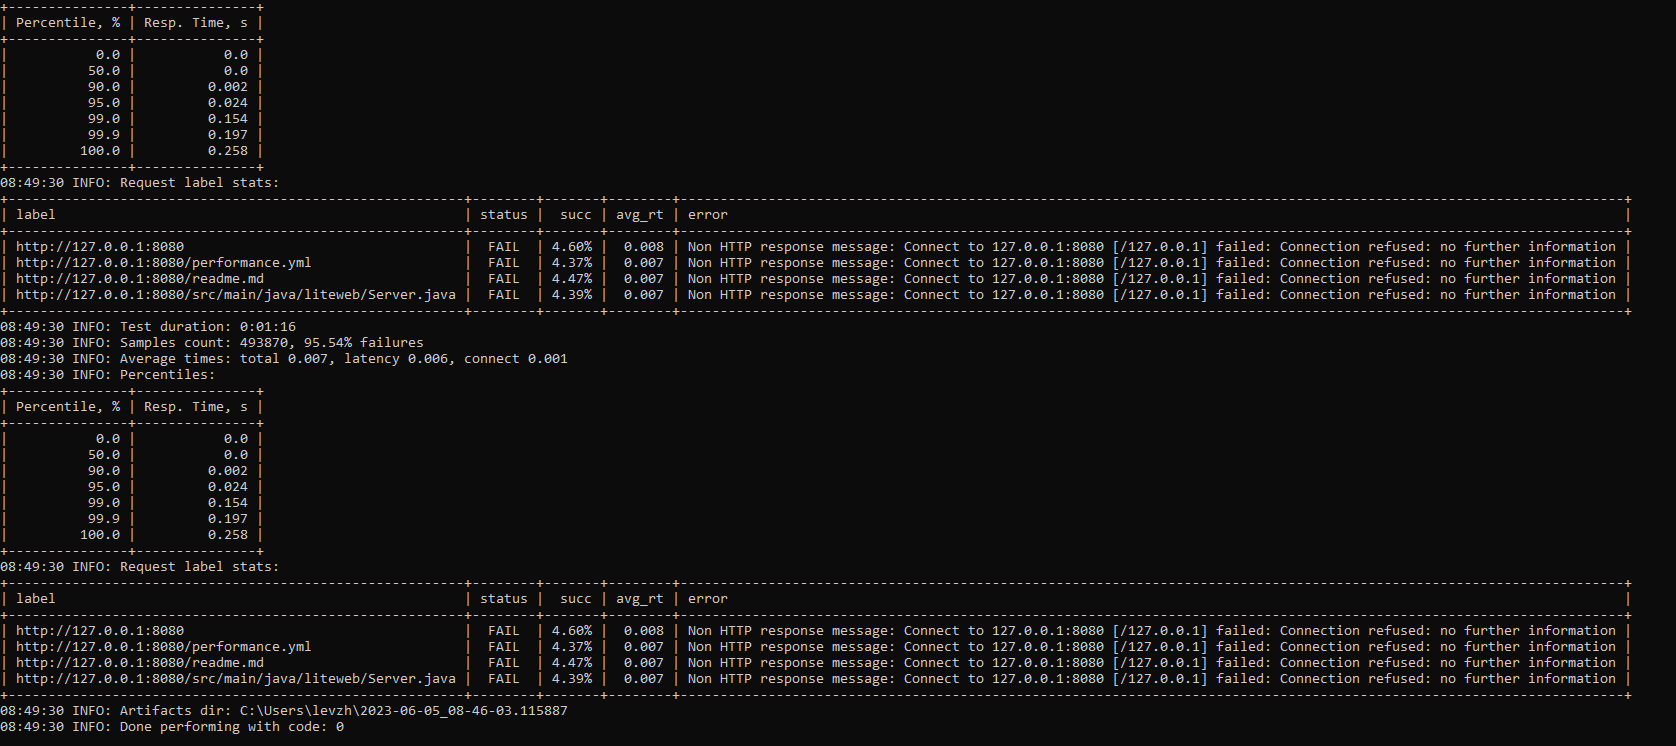 +---------------+---------------+
| Percentile, % | Resp. Time, s |
+---------------+---------------+
|           0.0 |           0.0 |
|          50.0 |           0.0 |
|          90.0 |         0.002 |
|          95.0 |         0.024 |
|          99.0 |         0.154 |
|          99.9 |         0.197 |
|         100.0 |         0.258 |
+---------------+---------------+
08:49:30 INFO: Request label stats:
+---------------------------------------------------------+--------+-------+--------+----------------------------------------------------------------------------------------------------------------------+
| label                                                   | status |  succ | avg_rt | error                                                                                                                |
+---------------------------------------------------------+--------+-------+--------+----------------------------------------------------------------------------------------------------------------------+
| http://127.0.0.1:8080                                   |  FAIL  | 4.60% |  0.008 | Non HTTP response message: Connect to 127.0.0.1:8080 [/127.0.0.1] failed: Connection refused: no further information |
| http://127.0.0.1:8080/performance.yml                   |  FAIL  | 4.37% |  0.007 | Non HTTP response message: Connect to 127.0.0.1:8080 [/127.0.0.1] failed: Connection refused: no further information |
| http://127.0.0.1:8080/readme.md                         |  FAIL  | 4.47% |  0.007 | Non HTTP response message: Connect to 127.0.0.1:8080 [/127.0.0.1] failed: Connection refused: no further information |
| http://127.0.0.1:8080/src/main/java/liteweb/Server.java |  FAIL  | 4.39% |  0.007 | Non HTTP response message: Connect to 127.0.0.1:8080 [/127.0.0.1] failed: Connection refused: no further information |
+---------------------------------------------------------+--------+-------+--------+----------------------------------------------------------------------------------------------------------------------+
08:49:30 INFO: Test duration: 0:01:16
08:49:30 INFO: Samples count: 493870, 95.54% failures
08:49:30 INFO: Average times: total 0.007, latency 0.006, connect 0.001
08:49:30 INFO: Percentiles:
+---------------+---------------+
| Percentile, % | Resp. Time, s |
+---------------+---------------+
|           0.0 |           0.0 |
|          50.0 |           0.0 |
|          90.0 |         0.002 |
|          95.0 |         0.024 |
|          99.0 |         0.154 |
|          99.9 |         0.197 |
|         100.0 |         0.258 |
+---------------+---------------+
08:49:30 INFO: Request label stats:
+---------------------------------------------------------+--------+-------+--------+----------------------------------------------------------------------------------------------------------------------+
| label                                                   | status |  succ | avg_rt | error                                                                                                                |
+---------------------------------------------------------+--------+-------+--------+----------------------------------------------------------------------------------------------------------------------+
| http://127.0.0.1:8080                                   |  FAIL  | 4.60% |  0.008 | Non HTTP response message: Connect to 127.0.0.1:8080 [/127.0.0.1] failed: Connection refused: no further information |
| http://127.0.0.1:8080/performance.yml                   |  FAIL  | 4.37% |  0.007 | Non HTTP response message: Connect to 127.0.0.1:8080 [/127.0.0.1] failed: Connection refused: no further information |
| http://127.0.0.1:8080/readme.md                         |  FAIL  | 4.47% |  0.007 | Non HTTP response message: Connect to 127.0.0.1:8080 [/127.0.0.1] failed: Connection refused: no further information |
| http://127.0.0.1:8080/src/main/java/liteweb/Server.java |  FAIL  | 4.39% |  0.007 | Non HTTP response message: Connect to 127.0.0.1:8080 [/127.0.0.1] failed: Connection refused: no further information |
+---------------------------------------------------------+--------+-------+--------+----------------------------------------------------------------------------------------------------------------------+
08:49:30 INFO: Artifacts dir: C:\Users\levzh\2023-06-05_08-46-03.115887
08:49:30 INFO: Done performing with code: 0